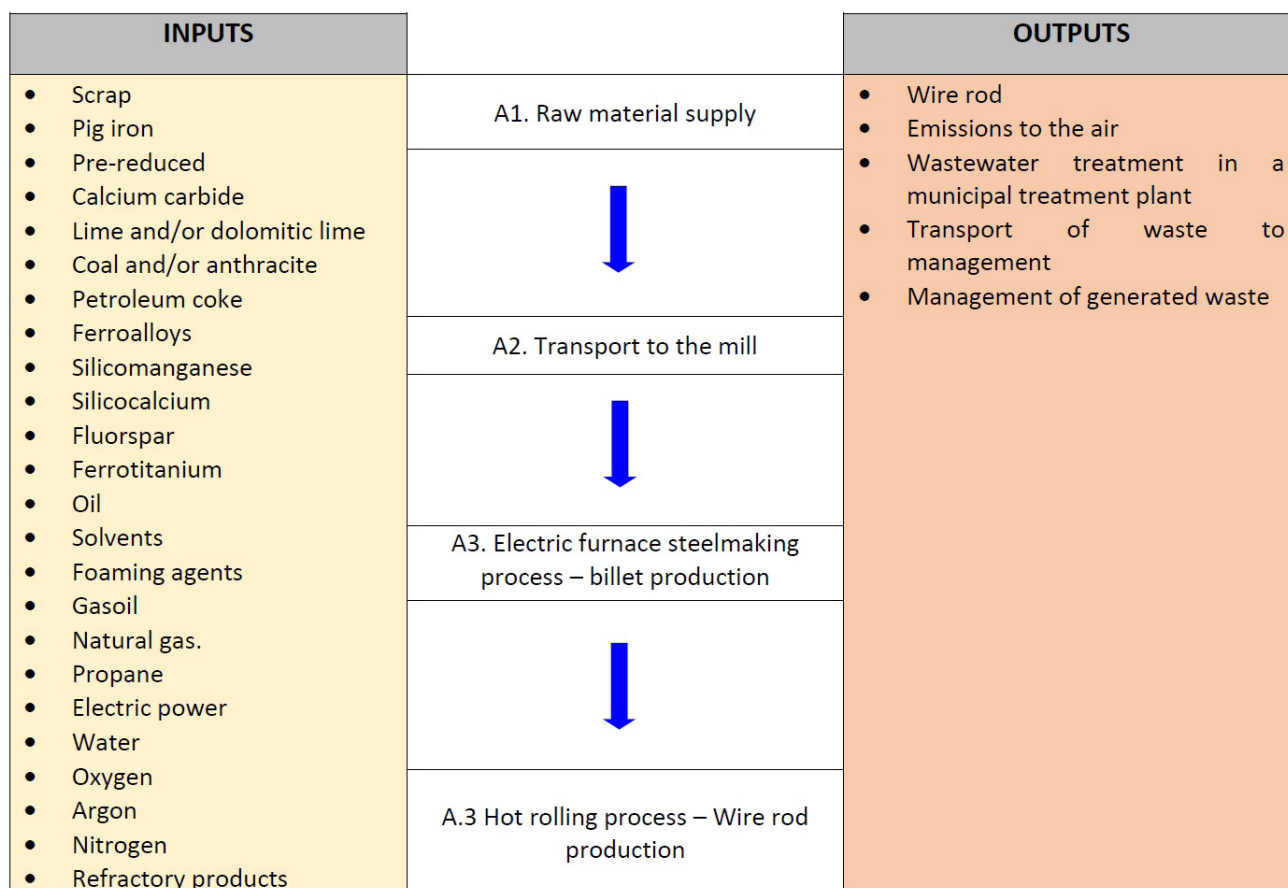 INPUTS
• Scrap
• Pig iron
• Pre-reduced
• Calcium carbide
• Lime and/or dolomitic lime
• Coal and/or anthracite
• Petroleum coke
• Ferroalloys
• Silicomanganese
• Silicocalcium
• Fluorspar
• Ferrotitanium
• Oil
• Solvents
• Foaming agents
• Gasoil
• Natural gas.
• Propane
• Electric power
• Water
• Oxygen
• Argon
• Nitrogen
• Refractory products
A1. Raw material supply
A2. Transport to the mill
A3. Electric furnace steelmaking
process – billet production
A.3 Hot rolling process – Wire rod
production
OUTPUTS
• Wire rod
• Emissions to the air
• Wastewater treatment in a
municipal treatment plant
• Transport of waste to
management
• Management of generated waste